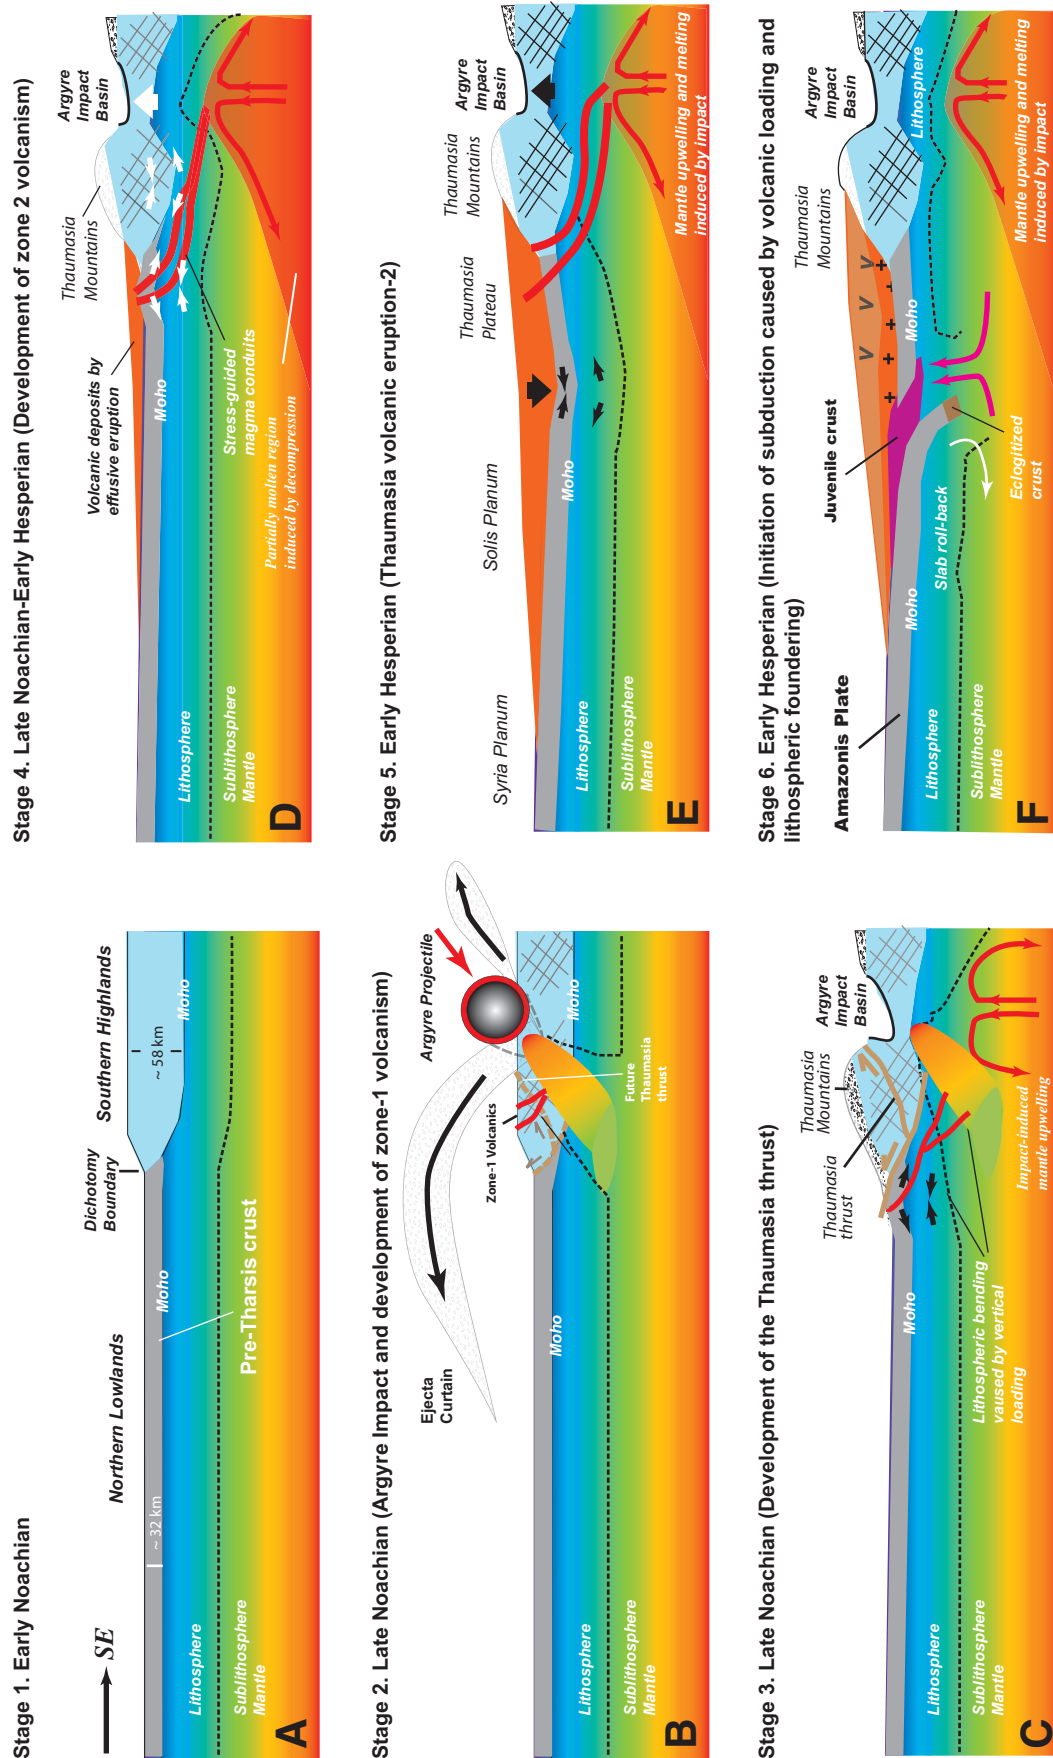 Stage 1. Early Noachian
SE
Northern Lowlands
Dichotomy
Boundary
Southern Highlands
~ 32 km
~ 58 km
Moho
Moho
Pre-Tharsis crust
Lithosphere
Sublithosphere
Mantle
A
Stage 2. Late Noachian (Argyre Impact and development of zone-1 volcanism)
Ejecta
Curtain
Argyre Projectile
Zone-1 Volcanics
Future
Thaumasia
thrust
Moho
Moho
Lithosphere
Sublithosphere
Mantle
B
Stage 3. Late Noachian (Development of the Thaumasia thrust)
Thaumasia
thrust
Thaumasia
Mountains
Argyre
Impact
Basin
Moho
Lithosphere
Sublithosphere
Mantle
Lithospheric bending
vaused by vertical
loading
Impact-induced
mantle upwelling
C
Stage 4. Late Noachian-Early Hesperian (Development of zone 2 volcanism)
Volcanic deposits by
effusive eruption
Thaumasia
Mountains
Argyre
Impact
Basin
Moho
Lithosphere
Sublithosphere
Mantle
Stress-guided
magma conduits
Partially molten region
induced by decompression
D
Stage 5. Early Hesperian (Thaumasia volcanic eruption-2)
Syria Planum
Solis Planum
Thaumasia
Plateau
Thaumasia
Mountains
Argyre
Impact
Basin
Moho
Lithosphere
Sublithosphere
Mantle
Mantle upwelling and melting
induced by impact
E
Stage 6. Early Hesperian (Initiation of subduction caused by volcanic loading and
lithospheric foundering)
Amazonis Plate
Juvenile crust
Thaumasia
Mountains
Argyre
Impact
Basin
V V V
+ + + + + +
Moho
Moho
Lithosphere
Lithosphere
Slab roll-back
Sublithosphere
Mantle
Eclogitized
crust
Mantle upwelling and melting
induced by impact
F